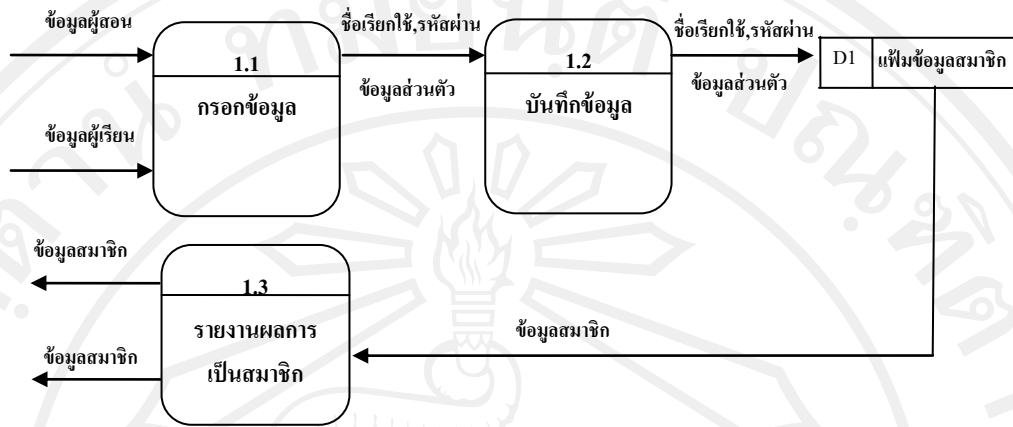 ข้อมูลผู้สอน
ข้อมูลผู้เรียน
1.1
กรอกข้อมูล
ชื่อเรียกใช้,รหัสผ่าน
ข้อมูลส่วนตัว
1.2
บันทึกข้อมูล
ชื่อเรียกใช้,รหัสผ่าน
ข้อมูลส่วนตัว
D1 แฟ้มข้อมูลสมาชิก
ข้อมูลสมาชิก
ข้อมูลสมาชิก
1.3
รายงานผลการ
เป็นสมาชิก
ข้อมูลสมาชิก